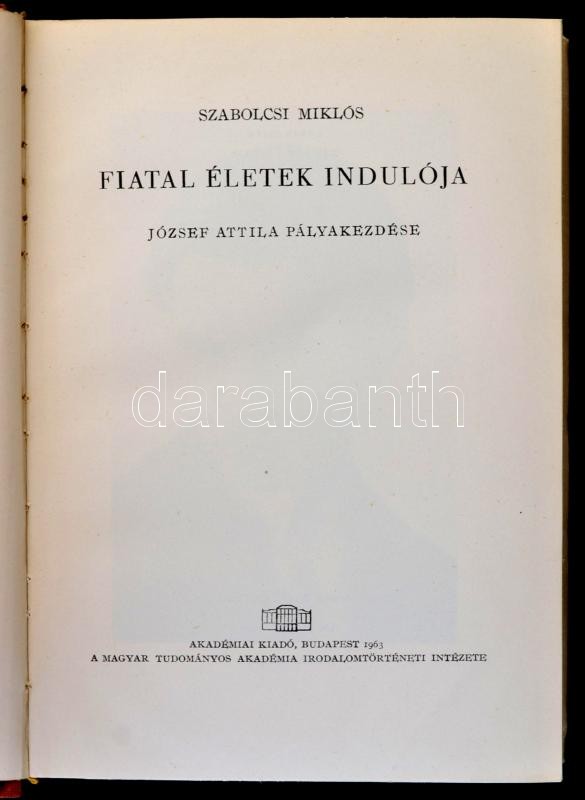 SZABOLCSI MIKLÓS
FIATAL ÉLETEK INDULÓJA
JÓZSEF ATTILA PÁLYAKEZDÉSE
darabanth
AKADÉMIAI KIADÓ, BUDAPEST 1963
A MAGYAR TUDOMÁNYOS AKADÉMIA IRODALOMTÖRTÉNETI INTÉZETE